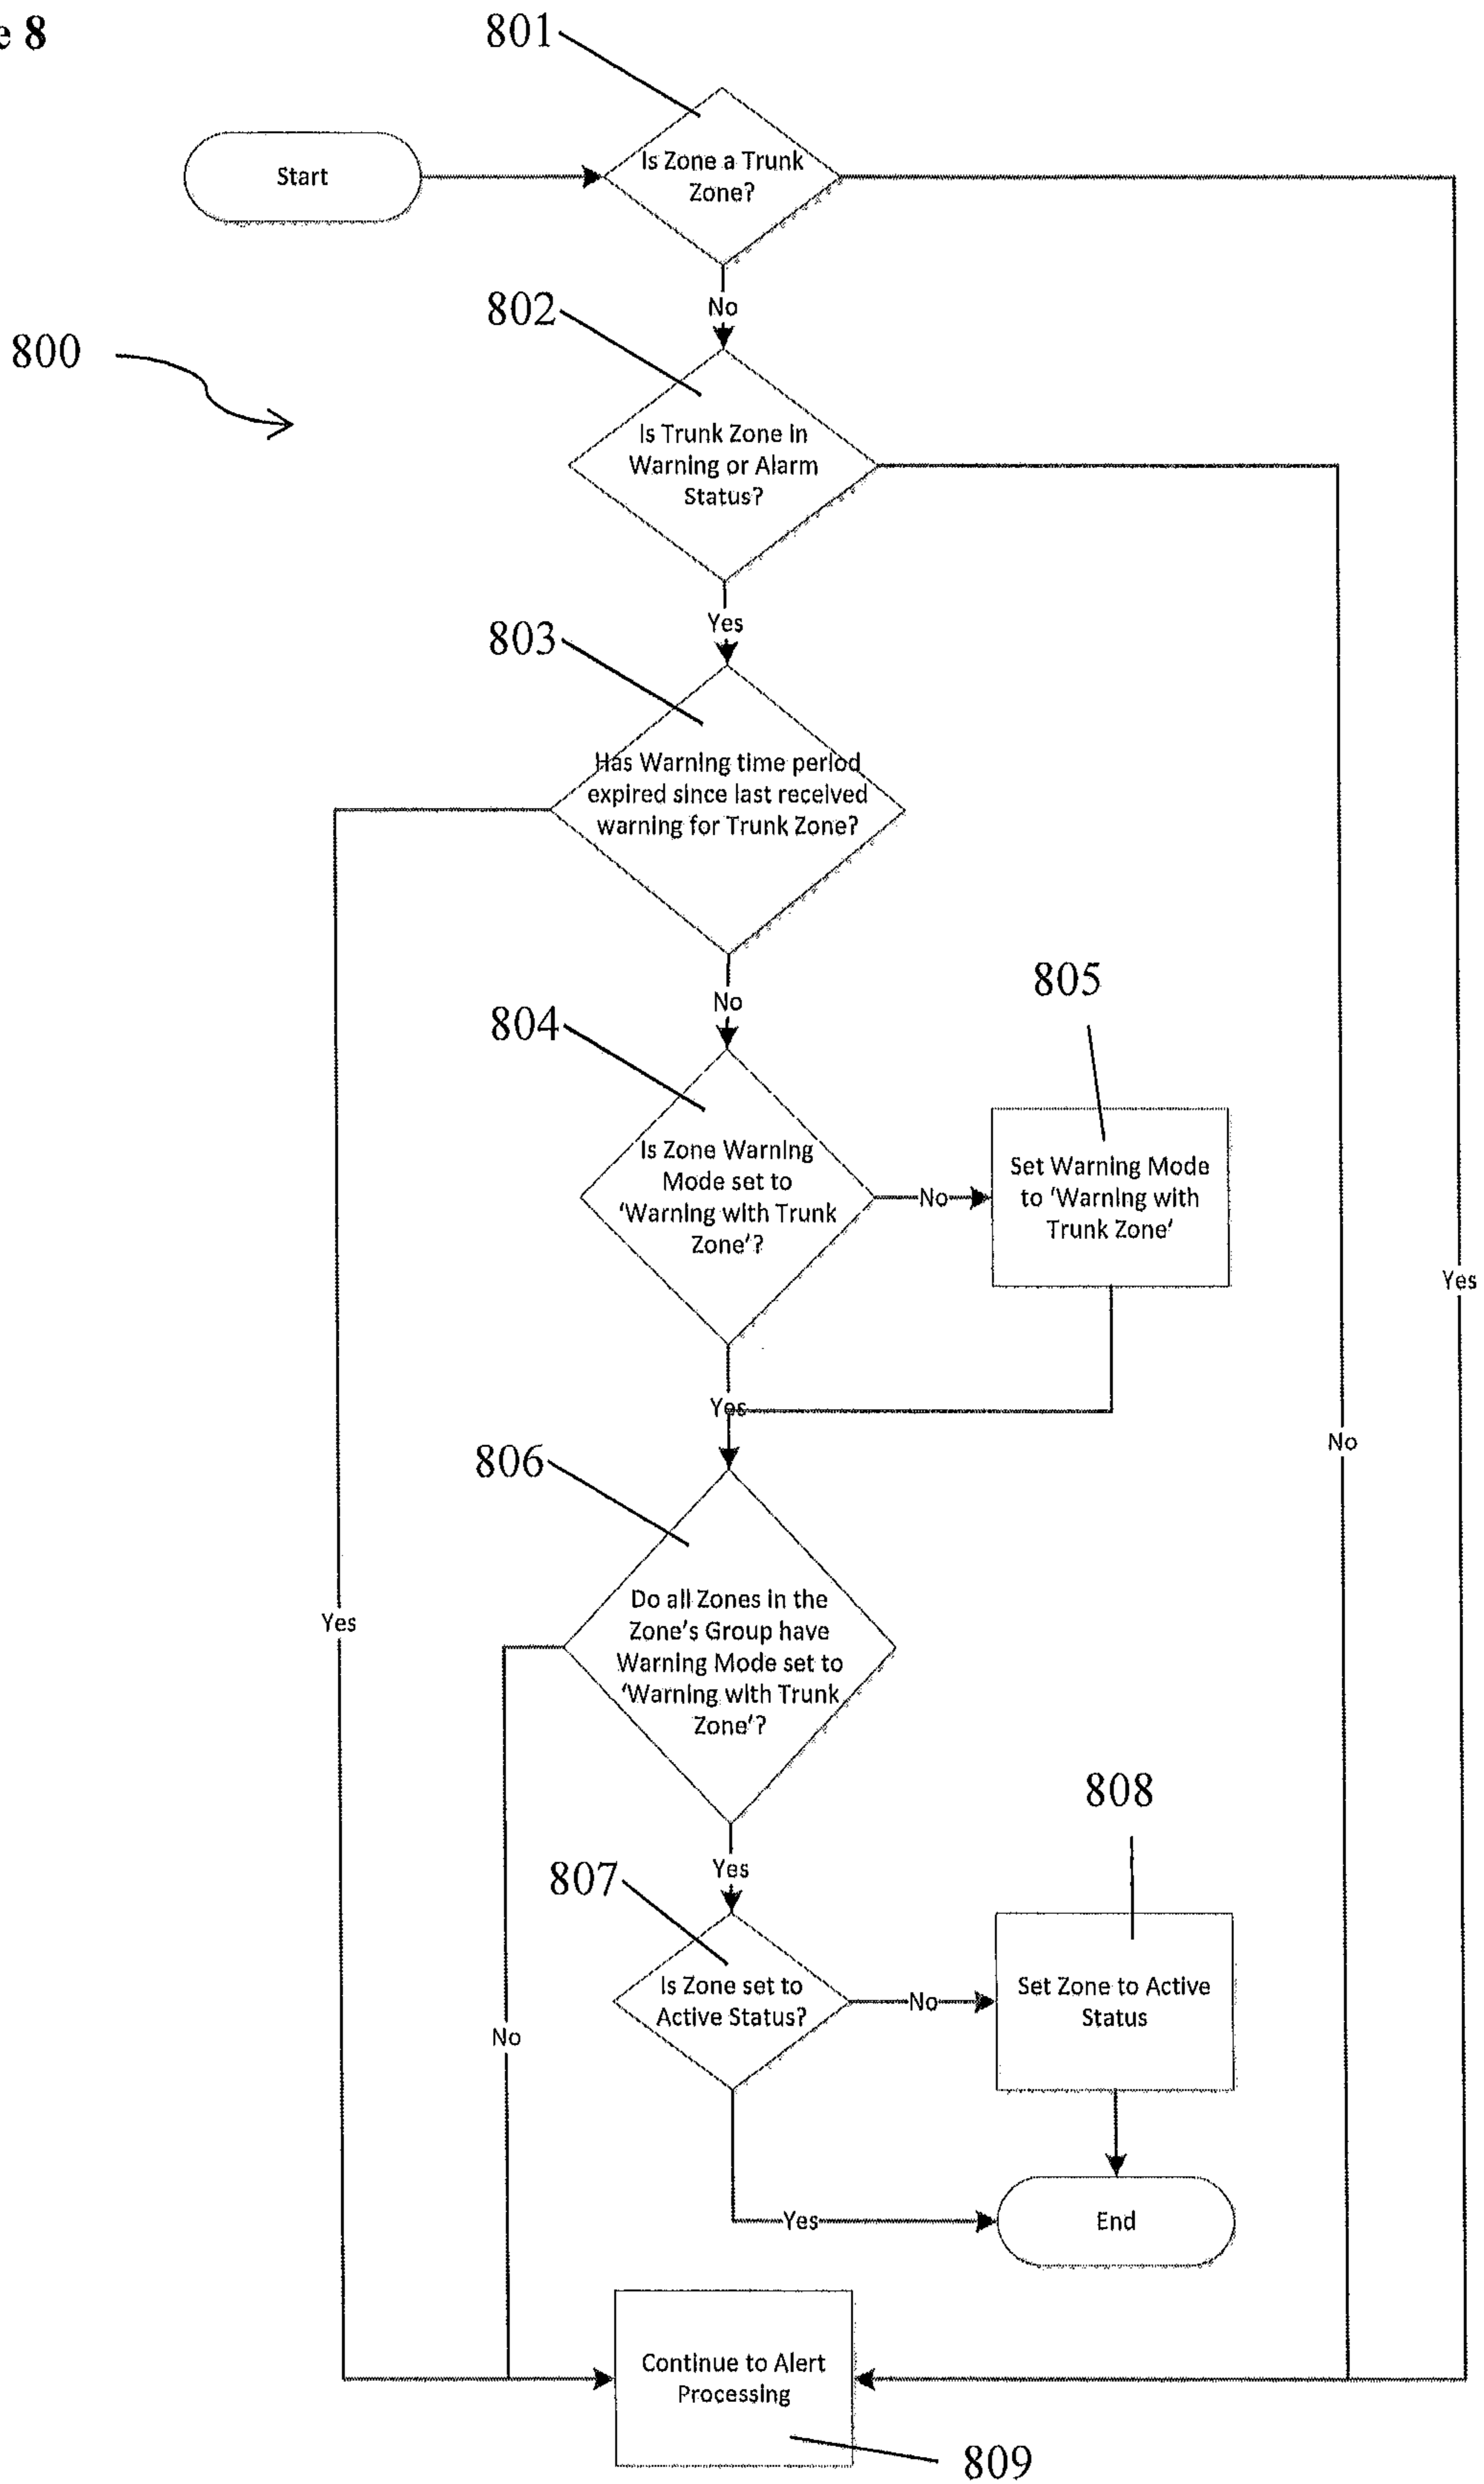 e 8
801
Start
Is Zone a Trunk
Zone?
No
802
800
Is Trunk Zone in
Warning or Alarm
Status?
Yes
803
Has Warning time period
expired since last received
warning for Trunk Zone?
No
804
805
Is Zone Warning
Mode set to
'Warning with Trunk
Zone'?
No
Set Warning Mode
to 'Warning with
Trunk Zone'
Yes
Yes
No
806
Do all Zones in the
Zone's Group have
Warning Mode set to
'Warning with Trunk
Zone'?
Yes
Yes
807
808
Is Zone set to
Active Status?
No
Set Zone to Active
Status
No
Yes
End
Continue to Alert
Processing
809